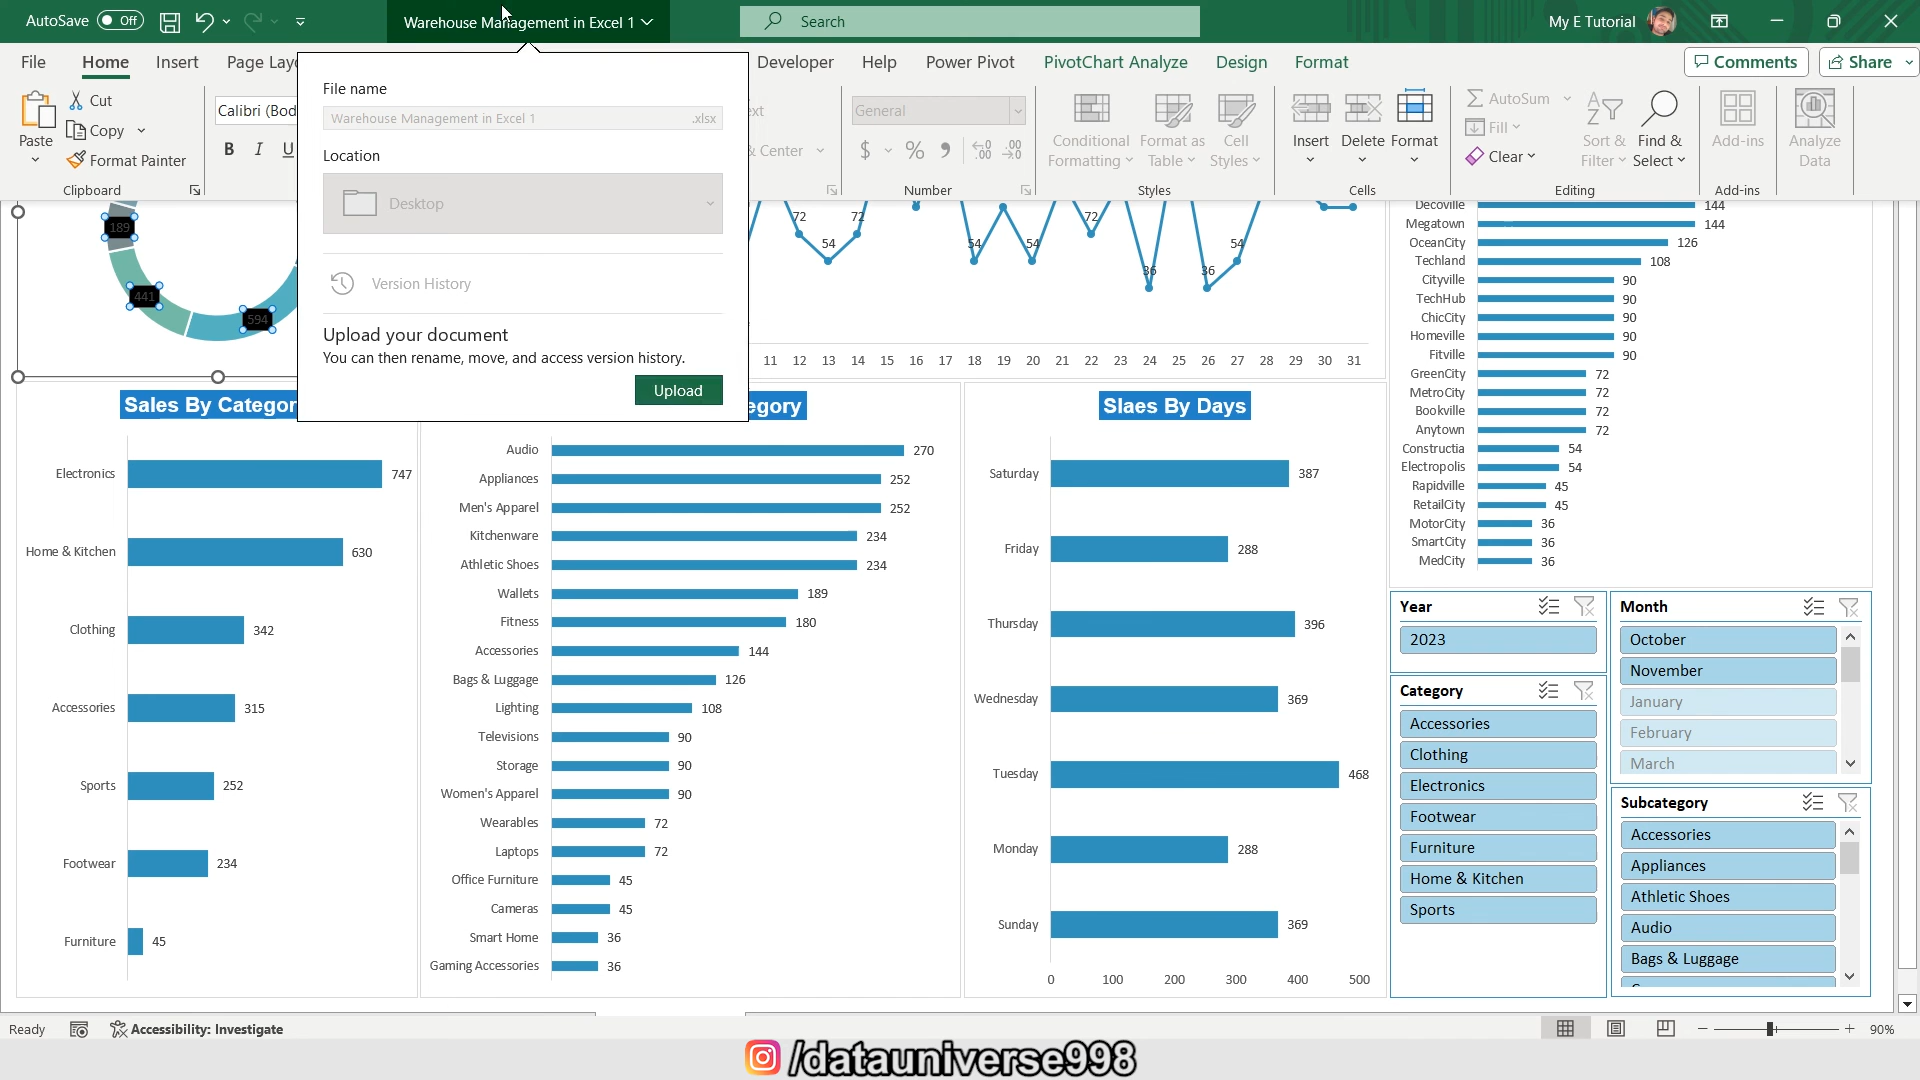 AutoSave Off
Warehouse Management in Excel 1
Search
My E Tutorial
File Home Insert Developer Help Power Pivot PivotChart Analyze Design Format
Comments Share
Paste
Cut
Copy
Format Painter
Clipboard
Calibri (Bod
B I U
General
$ % 9
Number
Conditional Formatting
Format as Table
Cell Styles
Styles
Insert Delete Format
Cells
AutoSum
Fill
Clear
Sort & Filter
Find & Select
Editing
Add-ins
Add-ins
Analyze Data
File name
Warehouse Management in Excel 1 .xlsx
Location
Desktop
Version History
Upload your document
You can then rename, move, and access version history.
Upload
189
441
594
72 54 72 54 54 72 36 36 54
11 12 13 14 15 16 17 18 19 20 21 22 23 24 25 26 27 28 29 30 31
Decoville 144
Megatown 144
OceanCity 126
Techland 108
Cityville 90
TechHub 90
ChicCity 90
Homeville 90
Fitville 90
GreenCity 72
MetroCity 72
Bookville 72
Anytown 72
Constructia 54
Electropolis 54
Rapidville 45
RetailCity 45
MotorCity 36
SmartCity 36
MedCity 36
Sales By Categor
Electronics 747
Home & Kitchen 630
Clothing 342
Accessories 315
Sports 252
Footwear 234
Furniture 45
egory
Audio 270
Appliances 252
Men's Apparel 252
Kitchenware 234
Athletic Shoes 234
Wallets 189
Fitness 180
Accessories 144
Bags & Luggage 126
Lighting 108
Televisions 90
Storage 90
Women's Apparel 90
Wearables 72
Laptops 72
Office Furniture 45
Cameras 45
Smart Home 36
Gaming Accessories 36
Slaes By Days
Saturday 387
Friday 288
Thursday 396
Wednesday 369
Tuesday 468
Monday 288
Sunday 369
0 100 200 300 400 500
Year
2023
Category
Accessories
Clothing
Electronics
Footwear
Furniture
Home & Kitchen
Sports
Month
October
November
January
February
March
Subcategory
Accessories
Appliances
Athletic Shoes
Audio
Bags & Luggage
Ready
Accessibility: Investigate
90%
/datauniverse998